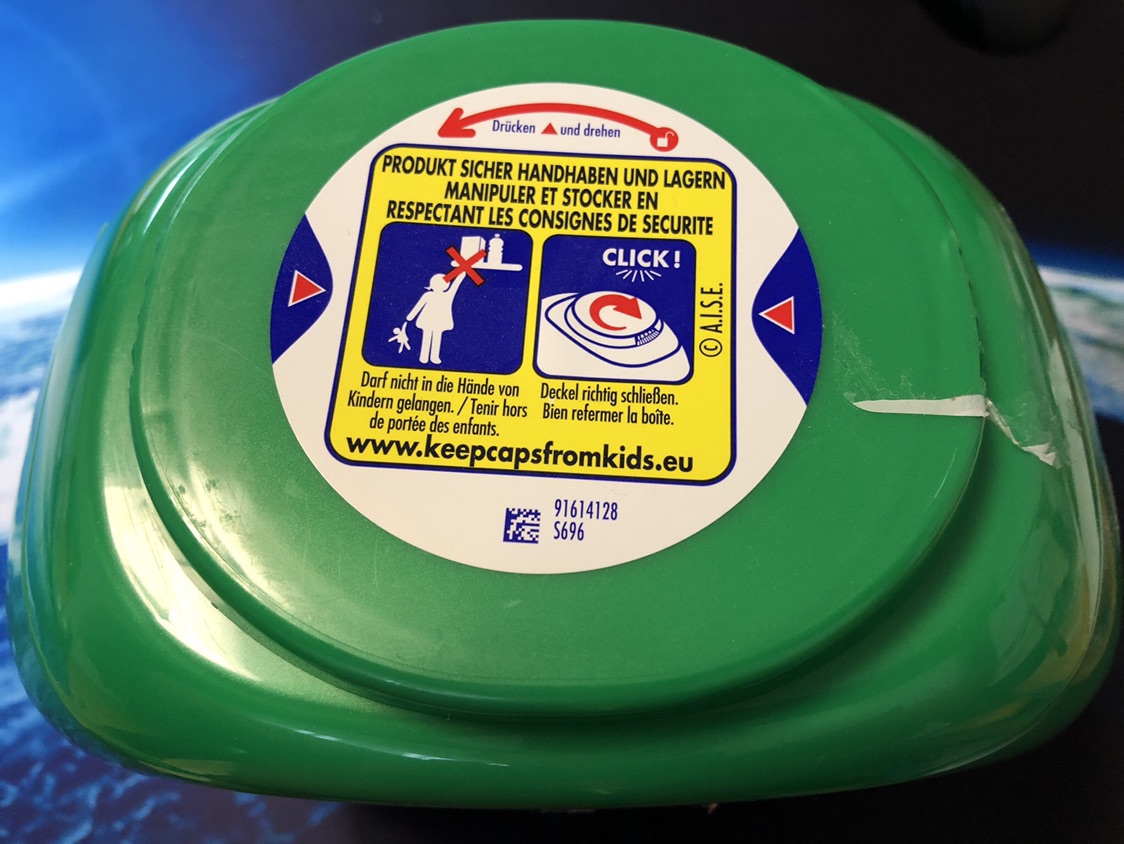 Drücken und drehen
PRODUKT SICHER HANDHABEN UND LAGERN
MANIPULER ET STOCKER EN
RESPECTANT LES CONSIGNES DE SECURITE
CLICK!
© A.I.S.E.
Darf nicht in die Hände von
Kindern gelangen. / Tenir hors
de portée des enfants.
Deckel richtig schließen.
Bien refermer la boîte.
www.keepcapsfromkids.eu
91614128
S696